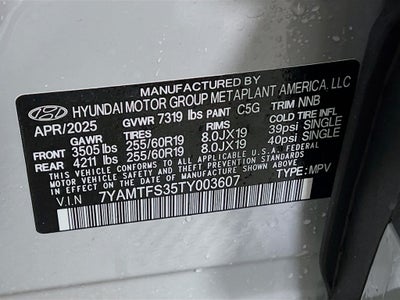 MANUFACTURED BY
HYUNDAI MOTOR GROUP METAPLANT AMERICA, LLC
APR/2025 GVWR 7319 lbs PAINT C5G TRIM NNB
GAWR TIRES RIMS COLD TIRE INFL
FRONT 3505 lbs 255/60R19 8.0JX19 39psi SINGLE
REAR 4211 lbs 255/60R19 8.0JX19 40psi SINGLE
THIS VEHICLE CONFORMS TO ALL APPLICABLE U.S. FEDERAL
MOTOR VEHICLE SAFETY STANDARDS IN EFFECT ON THE
DATE OF MANUFACTURE SHOWN ABOVE.
V.I.N 7YAMTFS35TY003607 TYPE: MPV